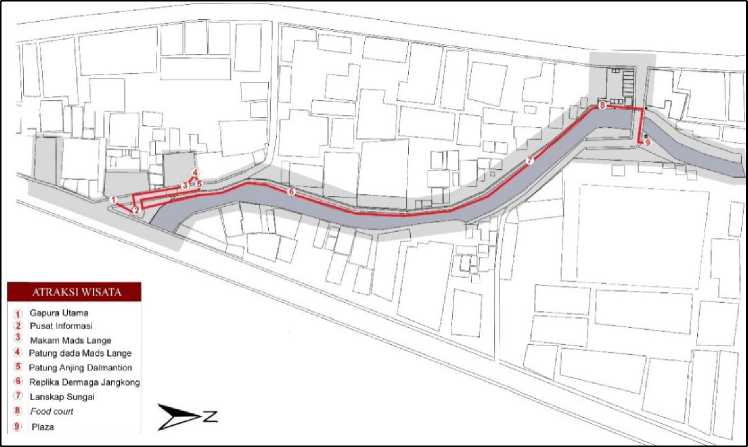 8
9
7
4
3
5
1
2
6
ATRAKSI WISATA
1 Gapura Utama
2 Pusat Informasi
3 Makam Mads Lange
4 Patung dada Mads Lange
5 Patung Anjing Dalmantion
6 Replika Dermaga Jangkong
7 Lanskap Sungai
8 Food court
9 Plaza
Z